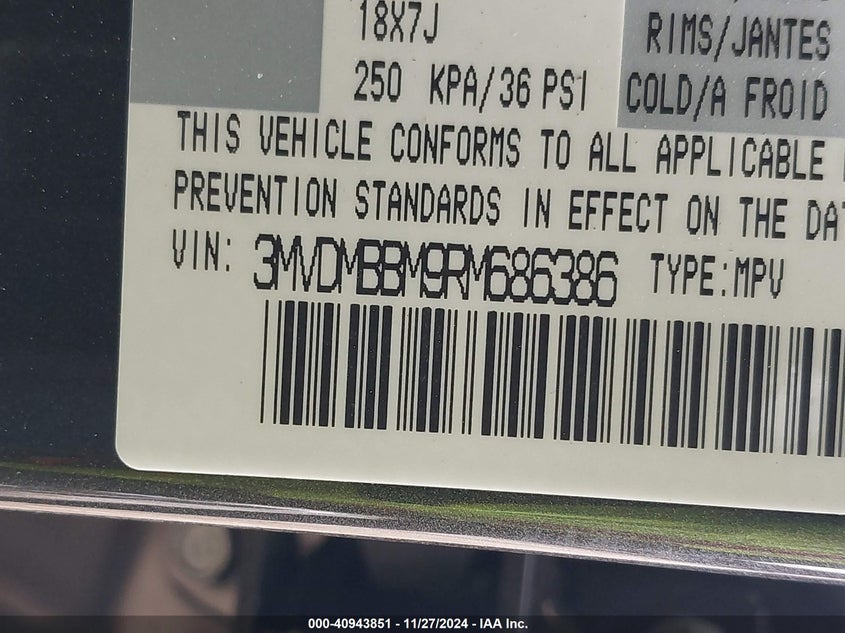 18X7J
RIMS/JANTES
250 KPA/36 PSI
COLD/A FROID
THIS VEHICLE CONFORMS TO ALL APPLICABLE
PREVENTION STANDARDS IN EFFECT ON THE
VIN: 3MVDMBBM9RM686386 TYPE:MPV
000-40943851 - 11/27/2024 - IAA Inc.